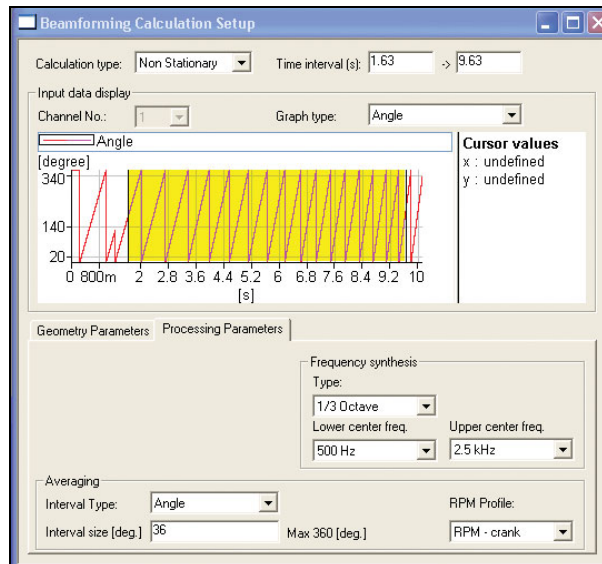 Beamforming Calculation Setup
Calculation type: Non Stationary Time interval (s): 1.63 -> 9.63
Input data display
Channel No.: 1 Graph type: Angle
Angle
Cursor values
[degree]
x : undefined
y : undefined
340
140
20
0 800m 2 2.8 3.6 4.4 5.2 6 6.8 7.6 8.4 9.2 10
[s]
Geometry Parameters Processing Parameters
Frequency synthesis
Type:
1/3 Octave
Lower center freq. Upper center freq.
500 Hz 2.5 kHz
Averaging
Interval Type: Angle RPM Profile:
Interval size [deg.] 36 Max 360 [deg.] RPM - crank